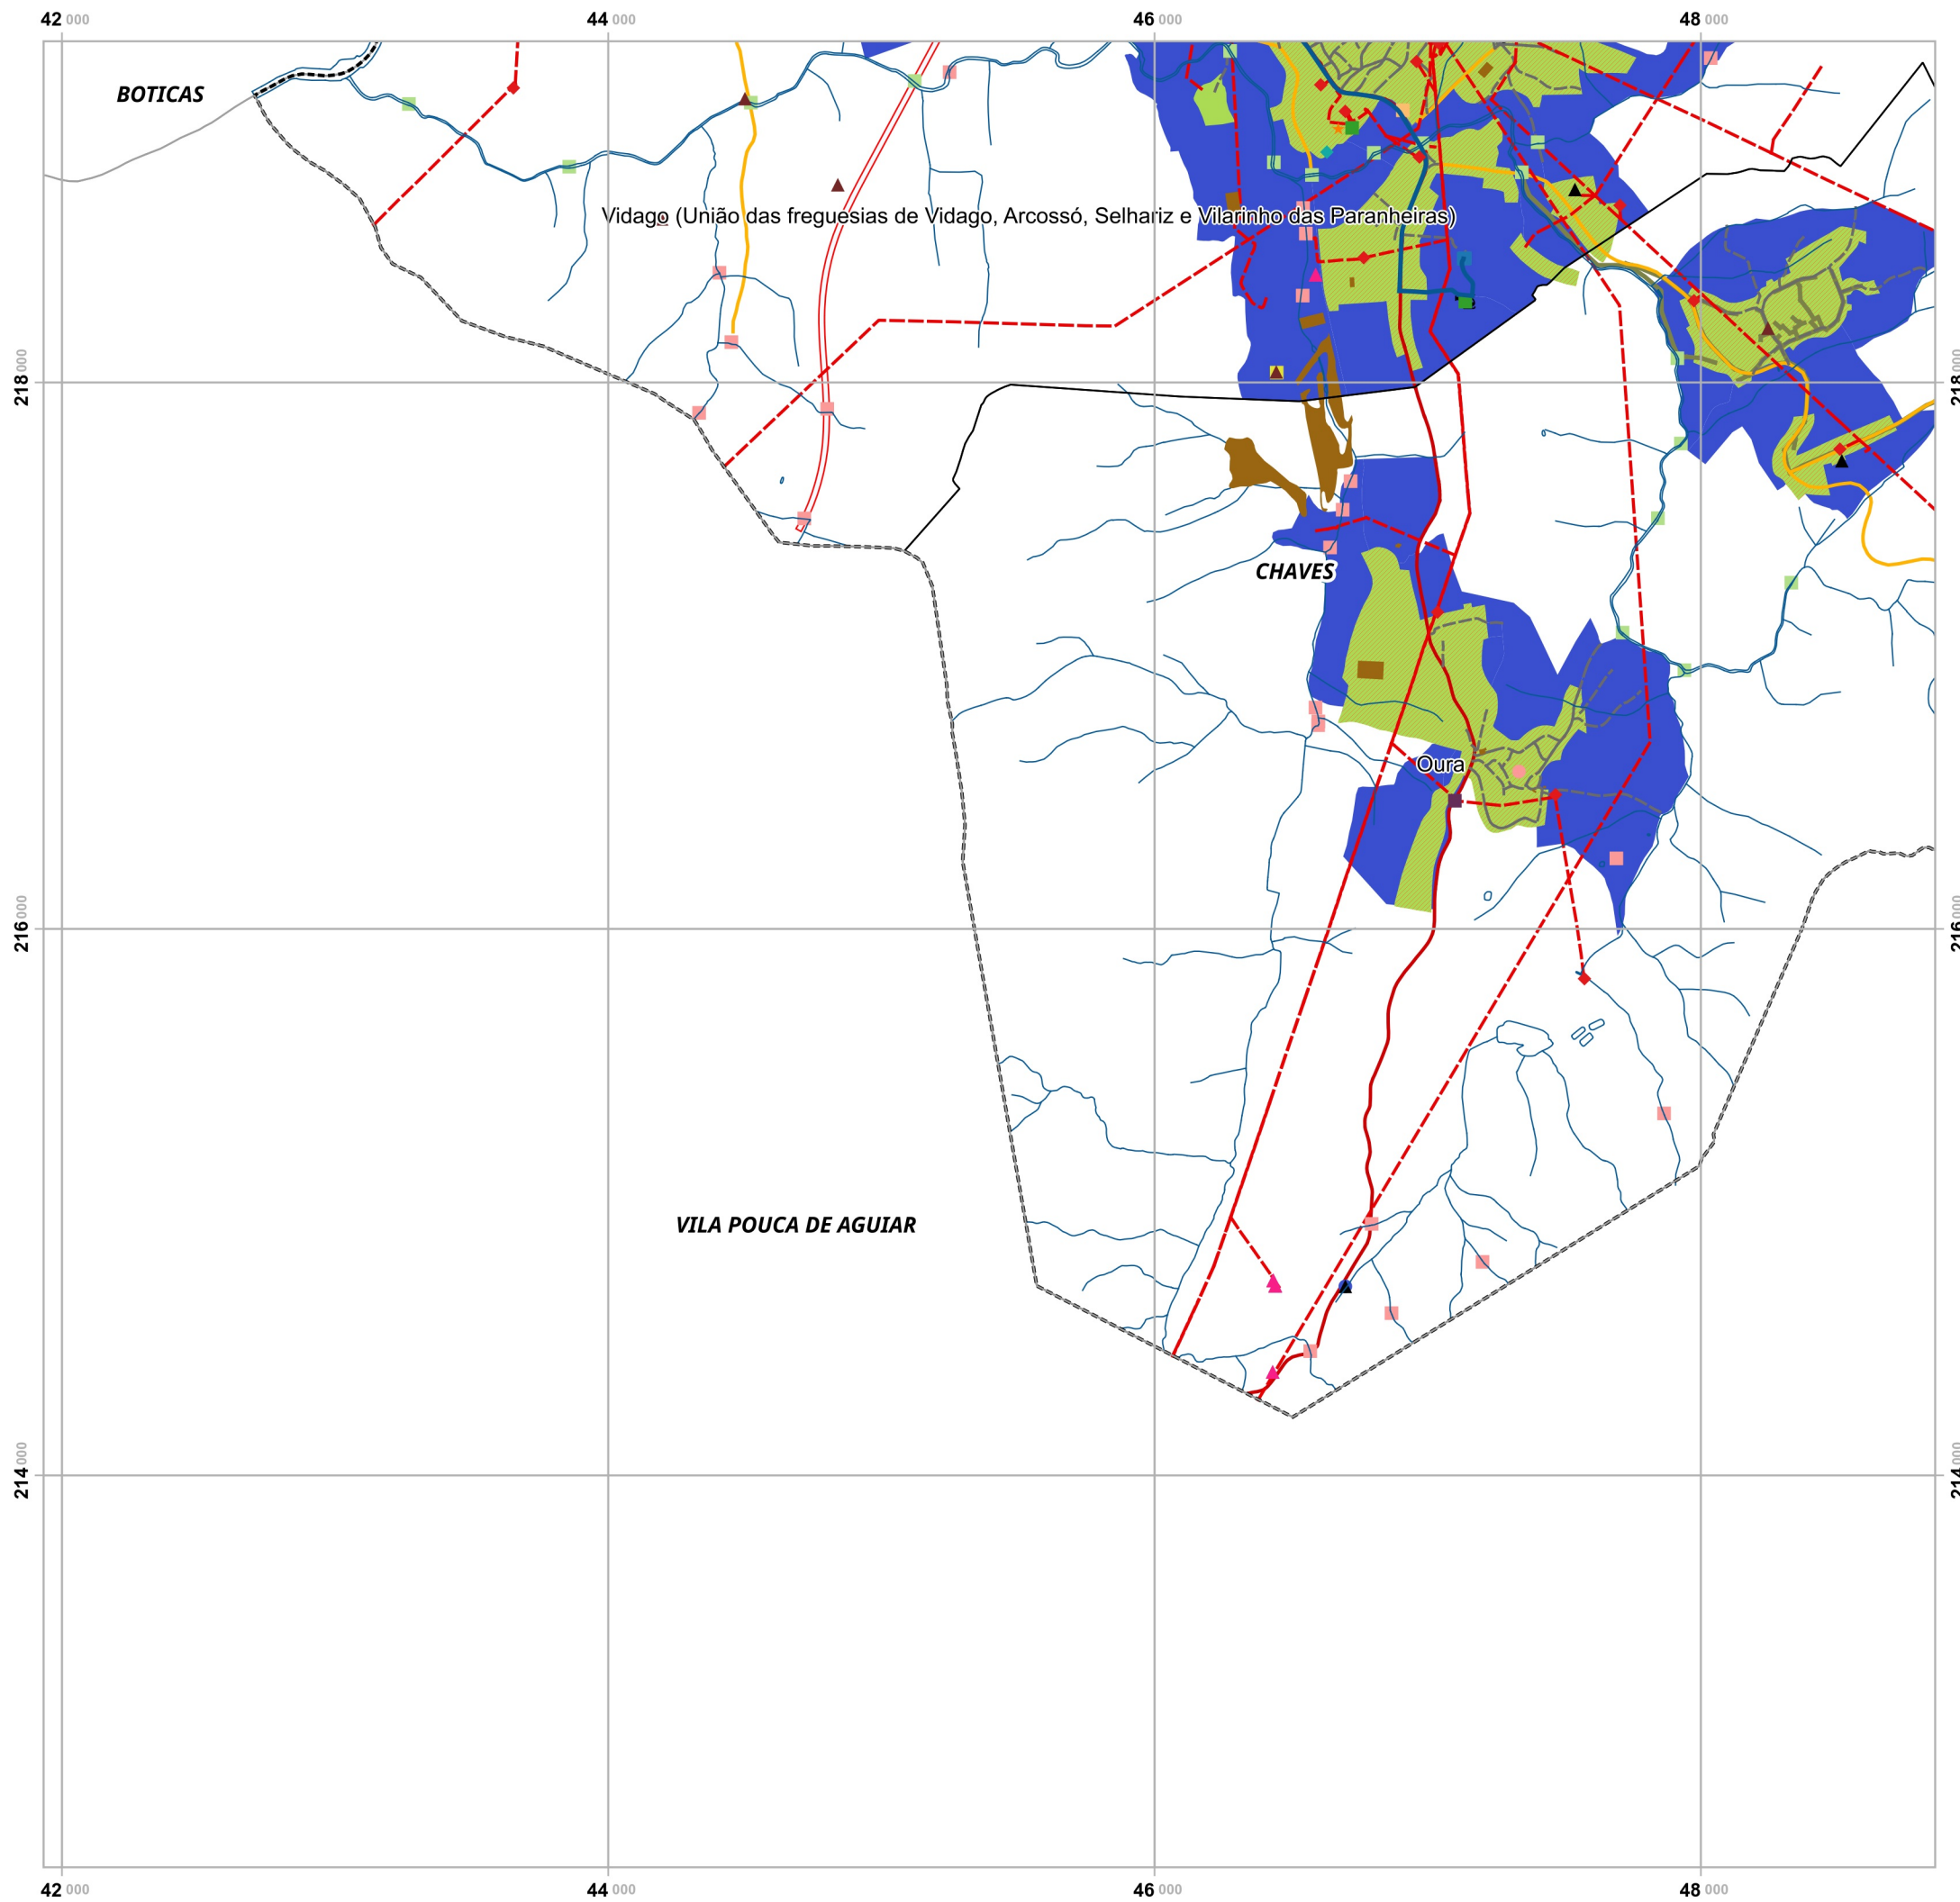 42 000
44 000
46 000
48 000
BOTICAS
Vidago (União das freguesias de Vidago, Arcossó, Selhariz e Vilarinho das Paranheiras)
218 000
218 000
CHAVES
Oura
216 000
216 000
VILA POUCA DE AGUIAR
214 000
214 000
42 000
44 000
46 000
48 000